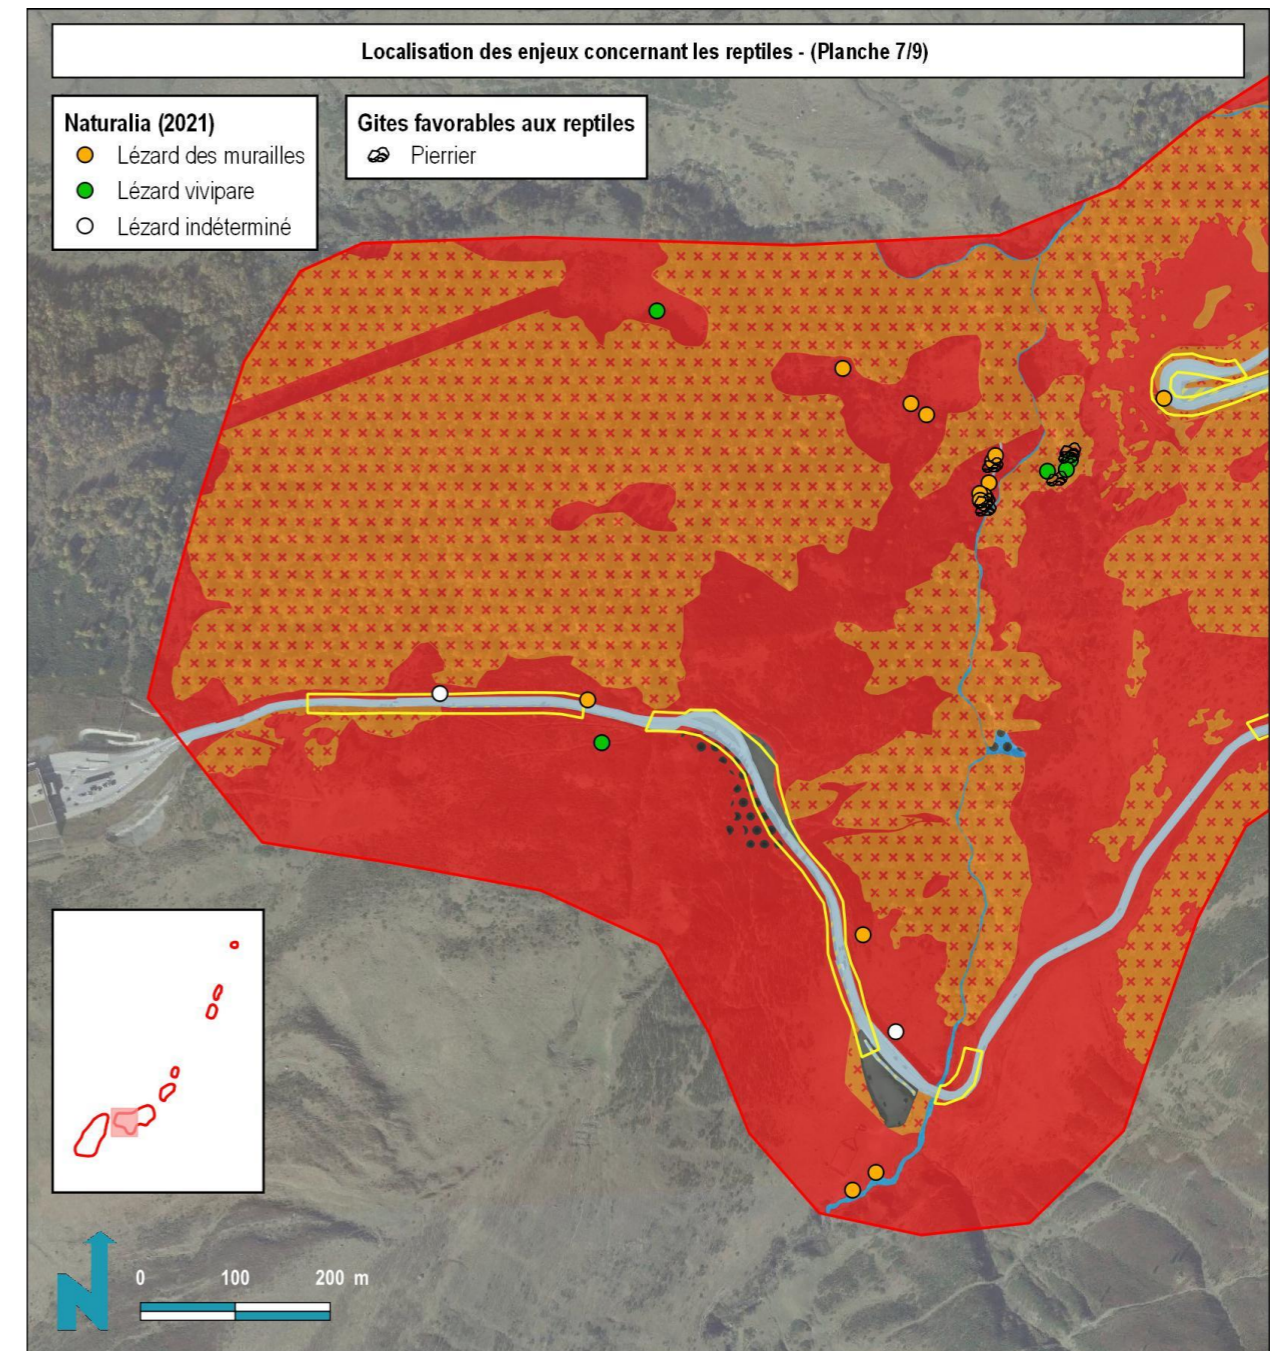 Localisation des enjeux concernant les reptiles - (Planche 7/9)
Naturalia (2021)
Lézard des murailles
Lézard vivipare
Lézard indéterminé
Gites favorables aux reptiles
Pierrier
N
0 100 200 m